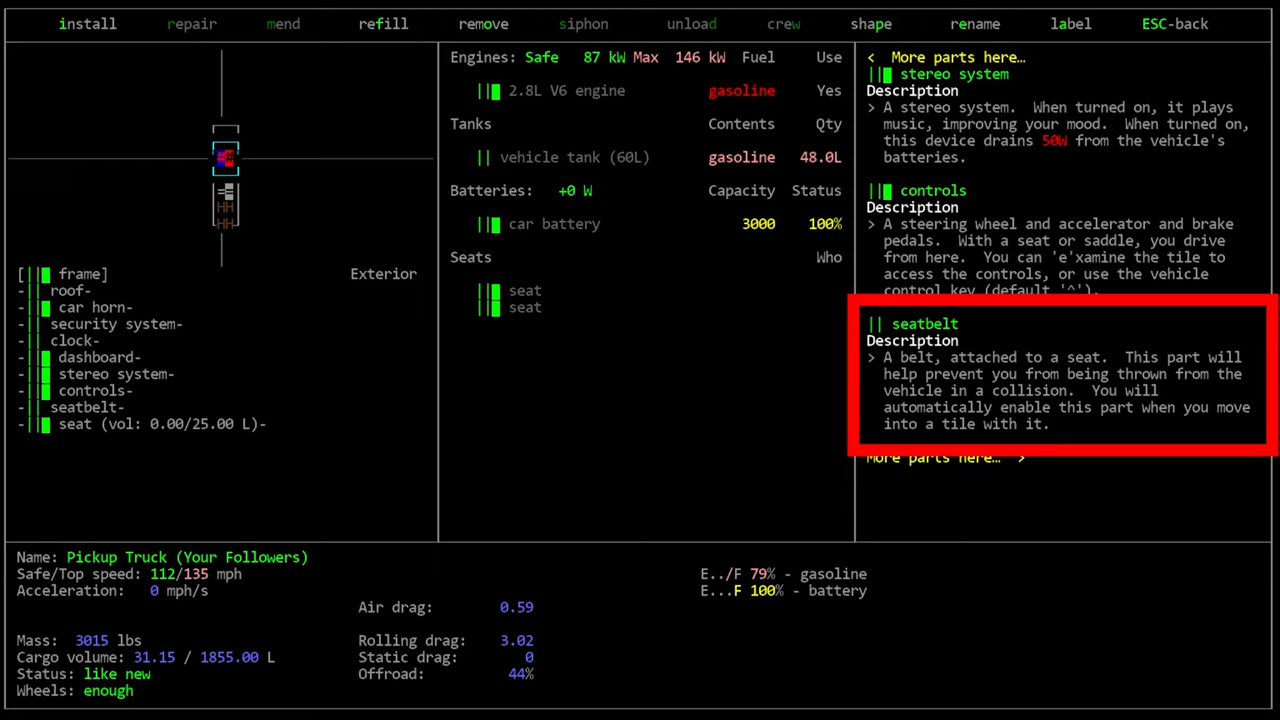 install repair mend refill remove siphon unload crew shape rename label ESC-back
[|| frame] Exterior
-|| roof-
-|| car horn-
-|| security system-
-|| clock-
-|| dashboard-
-|| stereo system-
-|| controls-
-|| seatbelt-
-|| seat (vol: 0.00/25.00 L)-
Engines: Safe 87 kW Max 146 kW Fuel Use
|| 2.8L V6 engine gasoline Yes
Tanks Contents Qty
|| vehicle tank (60L) gasoline 48.0L
Batteries: +0 W Capacity Status
|| car battery 3000 100%
Seats Who
|| seat
|| seat
< More parts here…
|| stereo system
Description
> A stereo system. When turned on, it plays
music, improving your mood. When turned on,
this device drains 50W from the vehicle's
batteries.
|| controls
Description
> A steering wheel and accelerator and brake
pedals. With a seat or saddle, you drive
from here. You can 'e'xamine the tile to
access the controls, or use the vehicle
control key (default '^').
|| seatbelt
Description
> A belt, attached to a seat. This part will
help prevent you from being thrown from the
vehicle in a collision. You will
automatically enable this part when you move
into a tile with it.
More parts here… >
Name: Pickup Truck (Your Followers)
Safe/Top speed: 112/135 mph
Acceleration: 0 mph/s
Mass: 3015 lbs
Cargo volume: 31.15 / 1855.00 L
Status: like new
Wheels: enough
Air drag: 0.59
Rolling drag: 3.02
Static drag: 0
Offroad: 44%
E../F 79% - gasoline
E...F 100% - battery